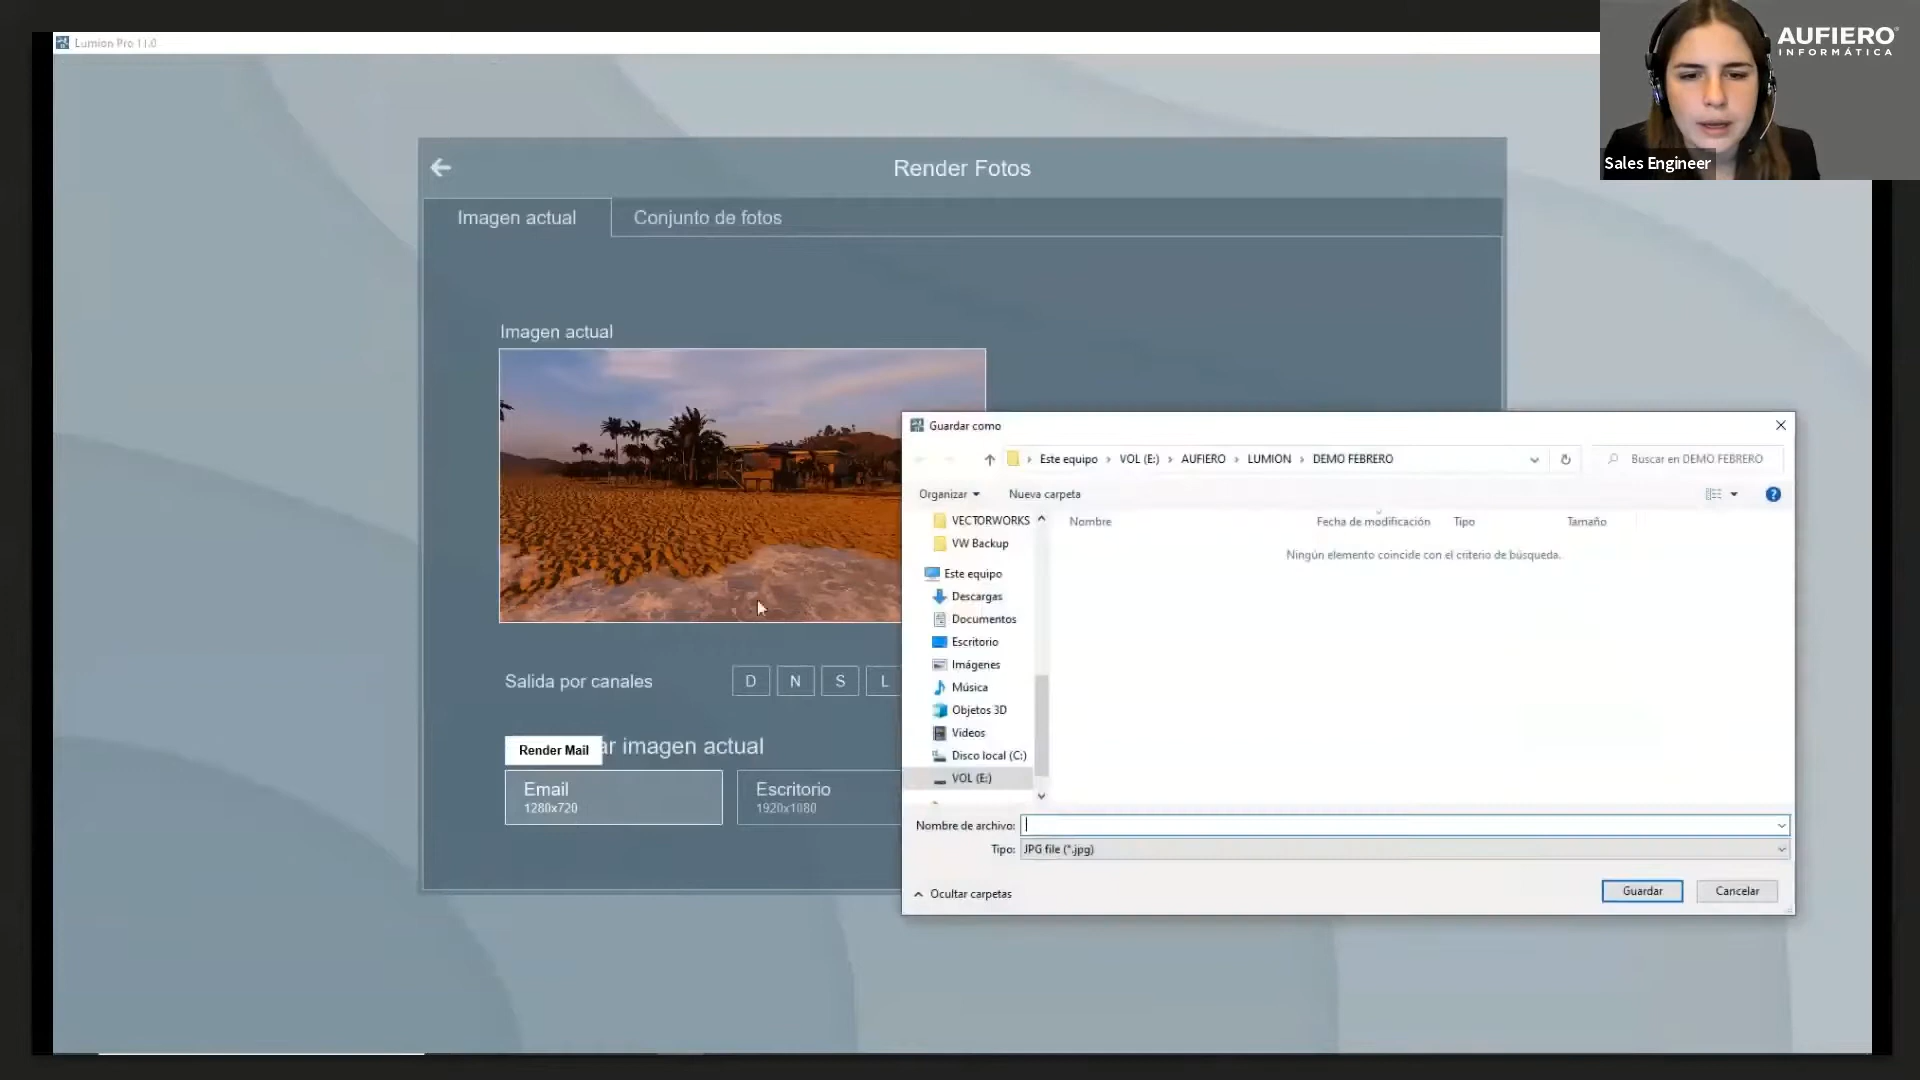 Lumion Pro 11.0
AUFIERO
INFORMÁTICA
Sales Engineer
Render Fotos
Imagen actual
Conjunto de fotos
Imagen actual
Salida por canales
D
N
S
L
Render Mail
ar imagen actual
Email
1280x720
Escritorio
1920x1080
Guardar como
Este equipo
VOL (E:)
AUFIERO
LUMION
DEMO FEBRERO
Buscar en DEMO FEBRERO
Organizar
Nueva carpeta
VECTORWORKS
VW Backup
Este equipo
Descargas
Documentos
Escritorio
Imágenes
Música
Objetos 3D
Videos
Disco local (C:)
VOL (E:)
Nombre
Fecha de modificación
Tipo
Tamaño
Ningún elemento coincide con el criterio de búsqueda.
Nombre de archivo:
Tipo:
JPG file (*.jpg)
Ocultar carpetas
Guardar
Cancelar